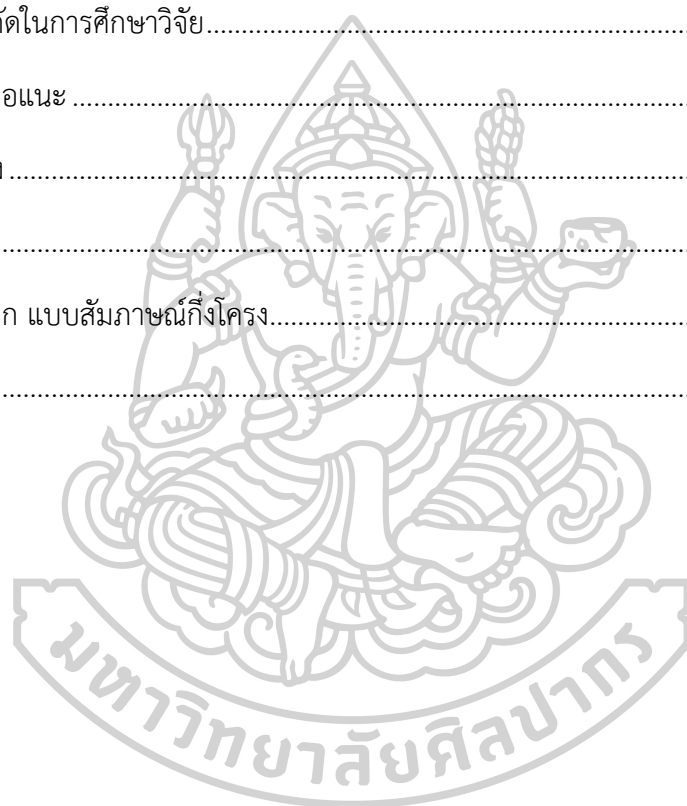 กัดในการศึกษาวิจัย....................................................................
อแนะ ....................................................................................
ง ............................................................................................
..............................................................................................
ก แบบสัมภาษณ์กึ่งโครง..........................................................
..............................................................................................
มหาวิทยาลัยศิลปากร